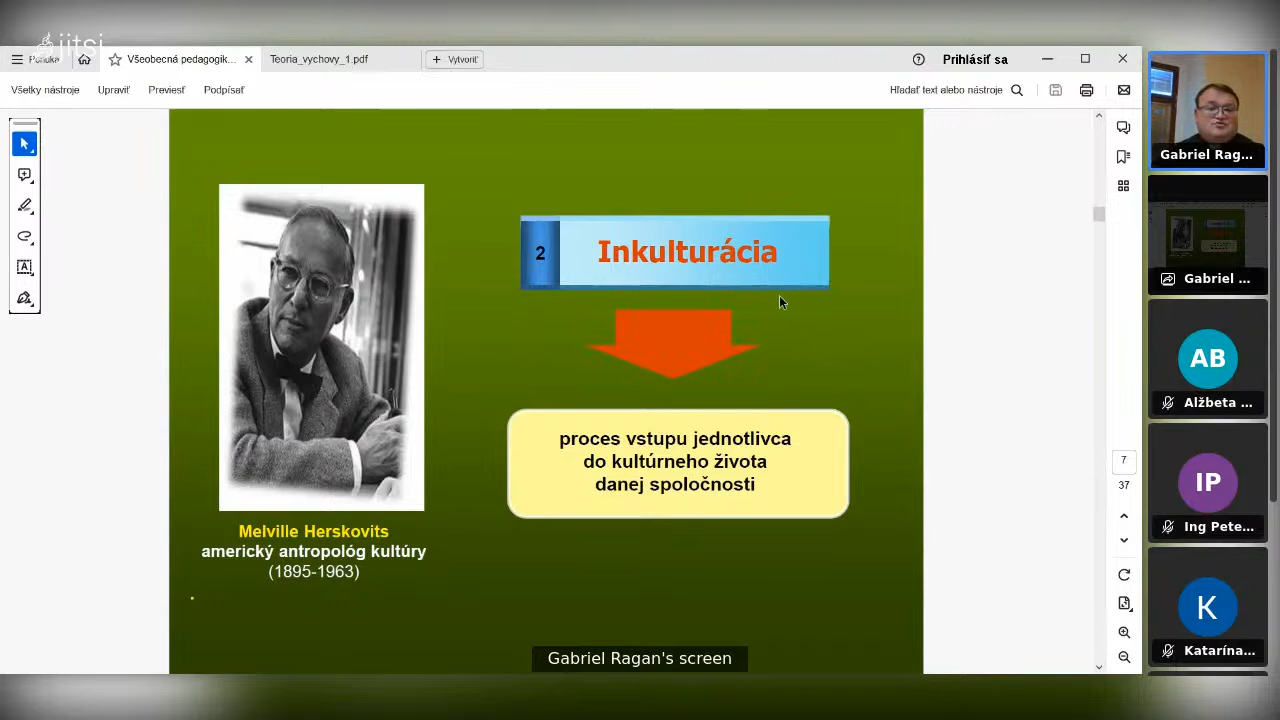 jitsi
Ponuka
Všeobecná pedagogik...
Teoria_vychovy_1.pdf
Vytvoriť
Prihlásiť sa
Všetky nástroje
Upraviť
Previesť
Podpísať
Hľadať text alebo nástroje
2
Inkulturácia
proces vstupu jednotlivca
do kultúrneho života
danej spoločnosti
Melville Herskovits
americký antropológ kultúry
(1895-1963)
7
37
Gabriel Ragan's screen
Gabriel Rag...
Gabriel ...
AB
Alžbeta ...
IP
Ing Pete...
K
Katarína...